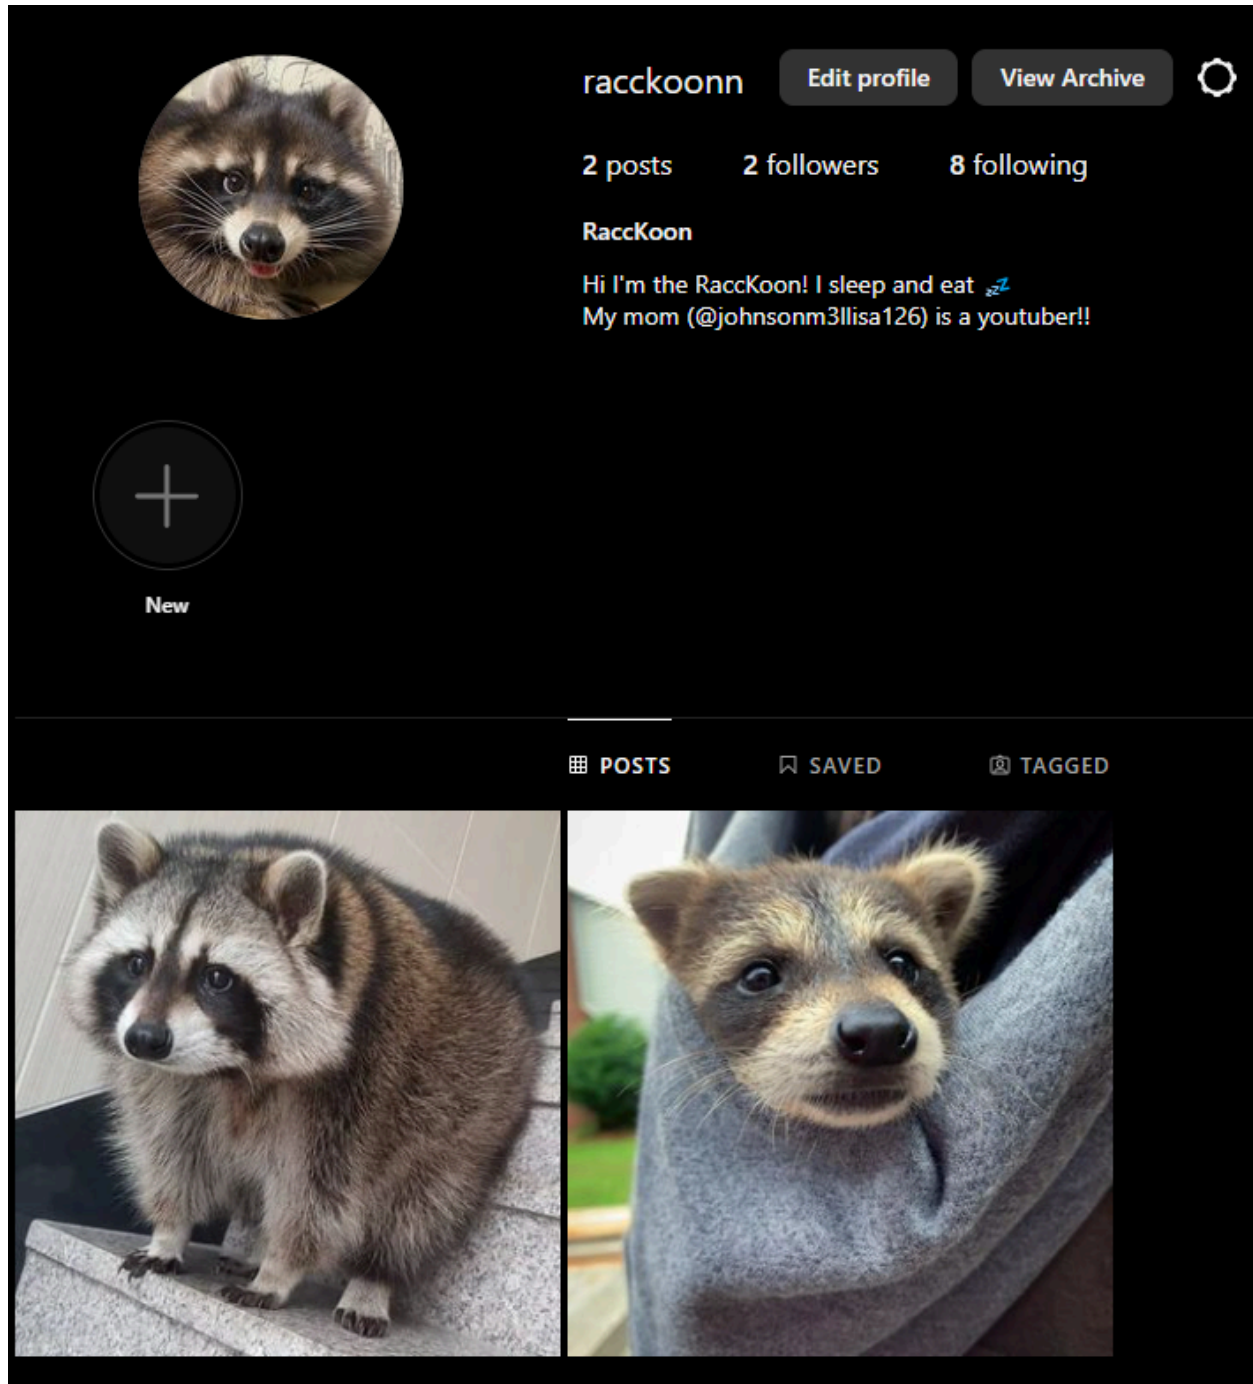 racckoonn Edit profile View Archive
2 posts 2 followers 8 following
RaccKoon
Hi I'm the RaccKoon! I sleep and eat 💤
My mom (@johnsonm3llisa126) is a youtuber!!
New
POSTS SAVED TAGGED